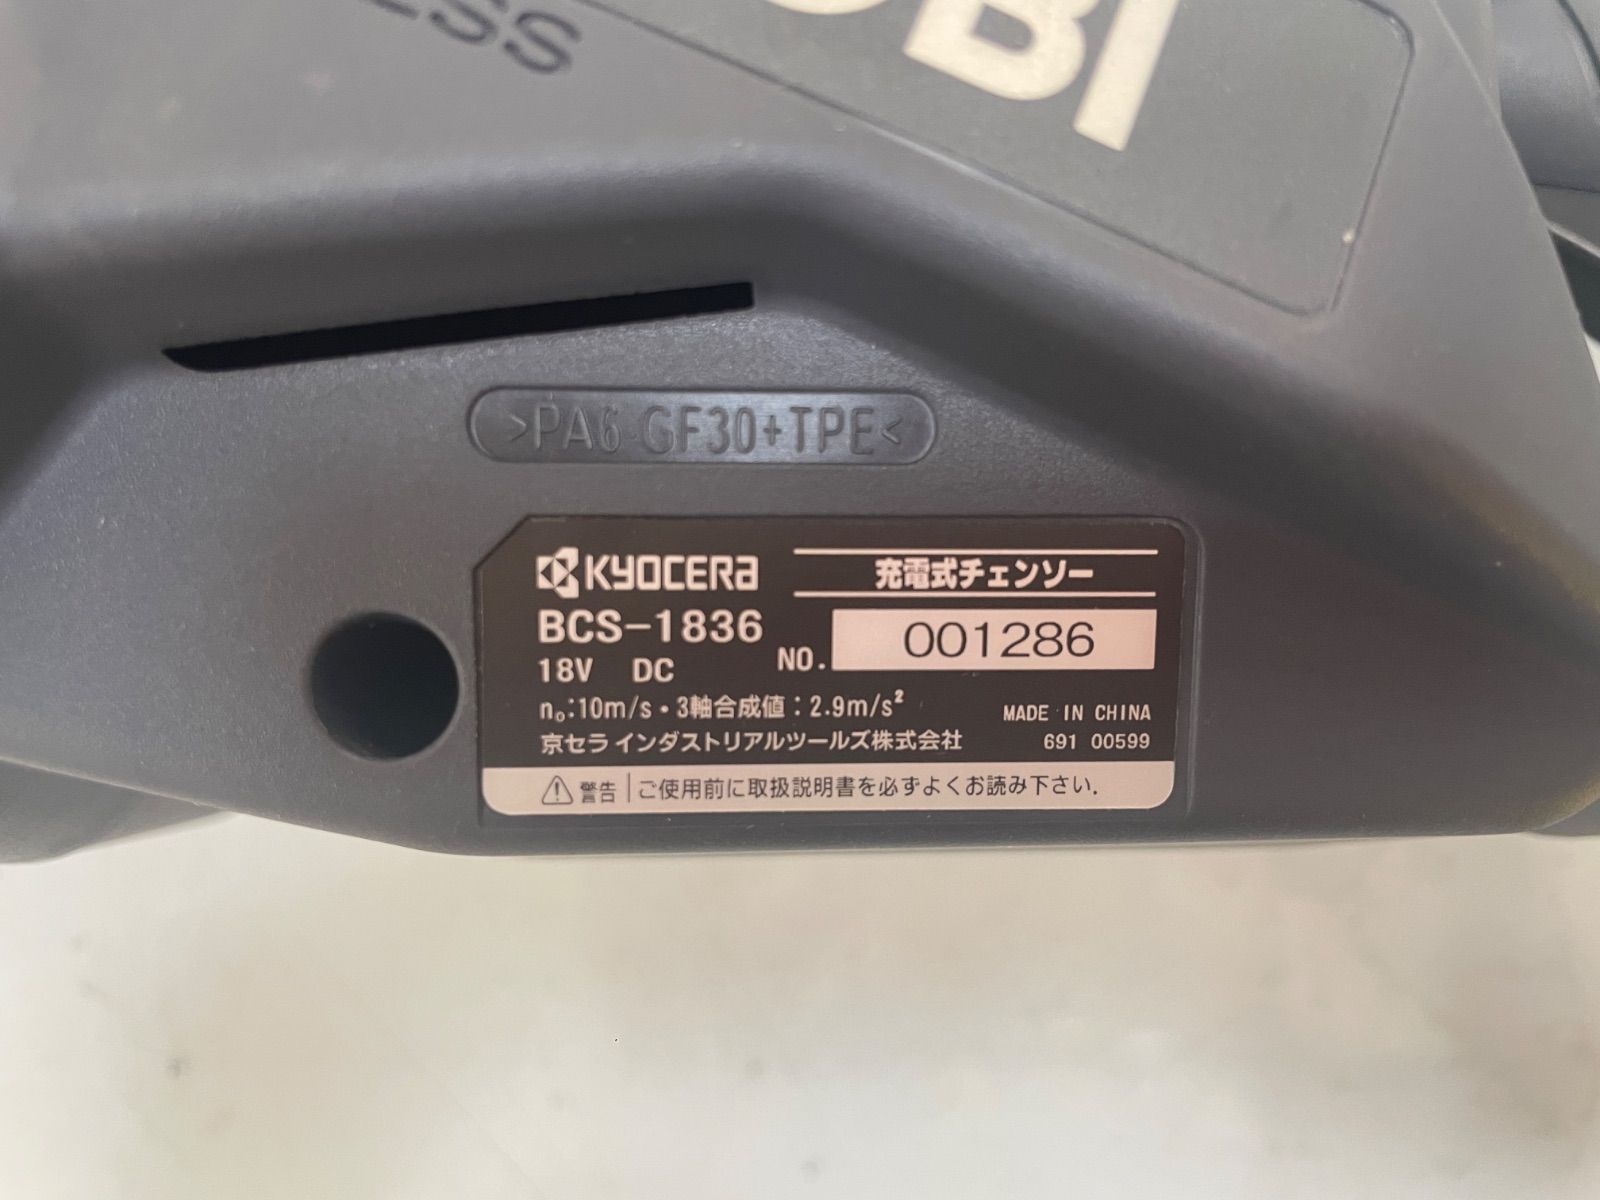 ESS
OBI
>PA6-GF30+TPE<
KYOCERA
充電式チェンソー
BCS-1836
NO. 001286
18V DC
n₀:10m/s・3軸合成値：2.9m/s²
MADE IN CHINA
京セラ インダストリアルツールズ株式会社
691 00599
警告 ご使用前に取扱説明書を必ずよくお読み下さい.